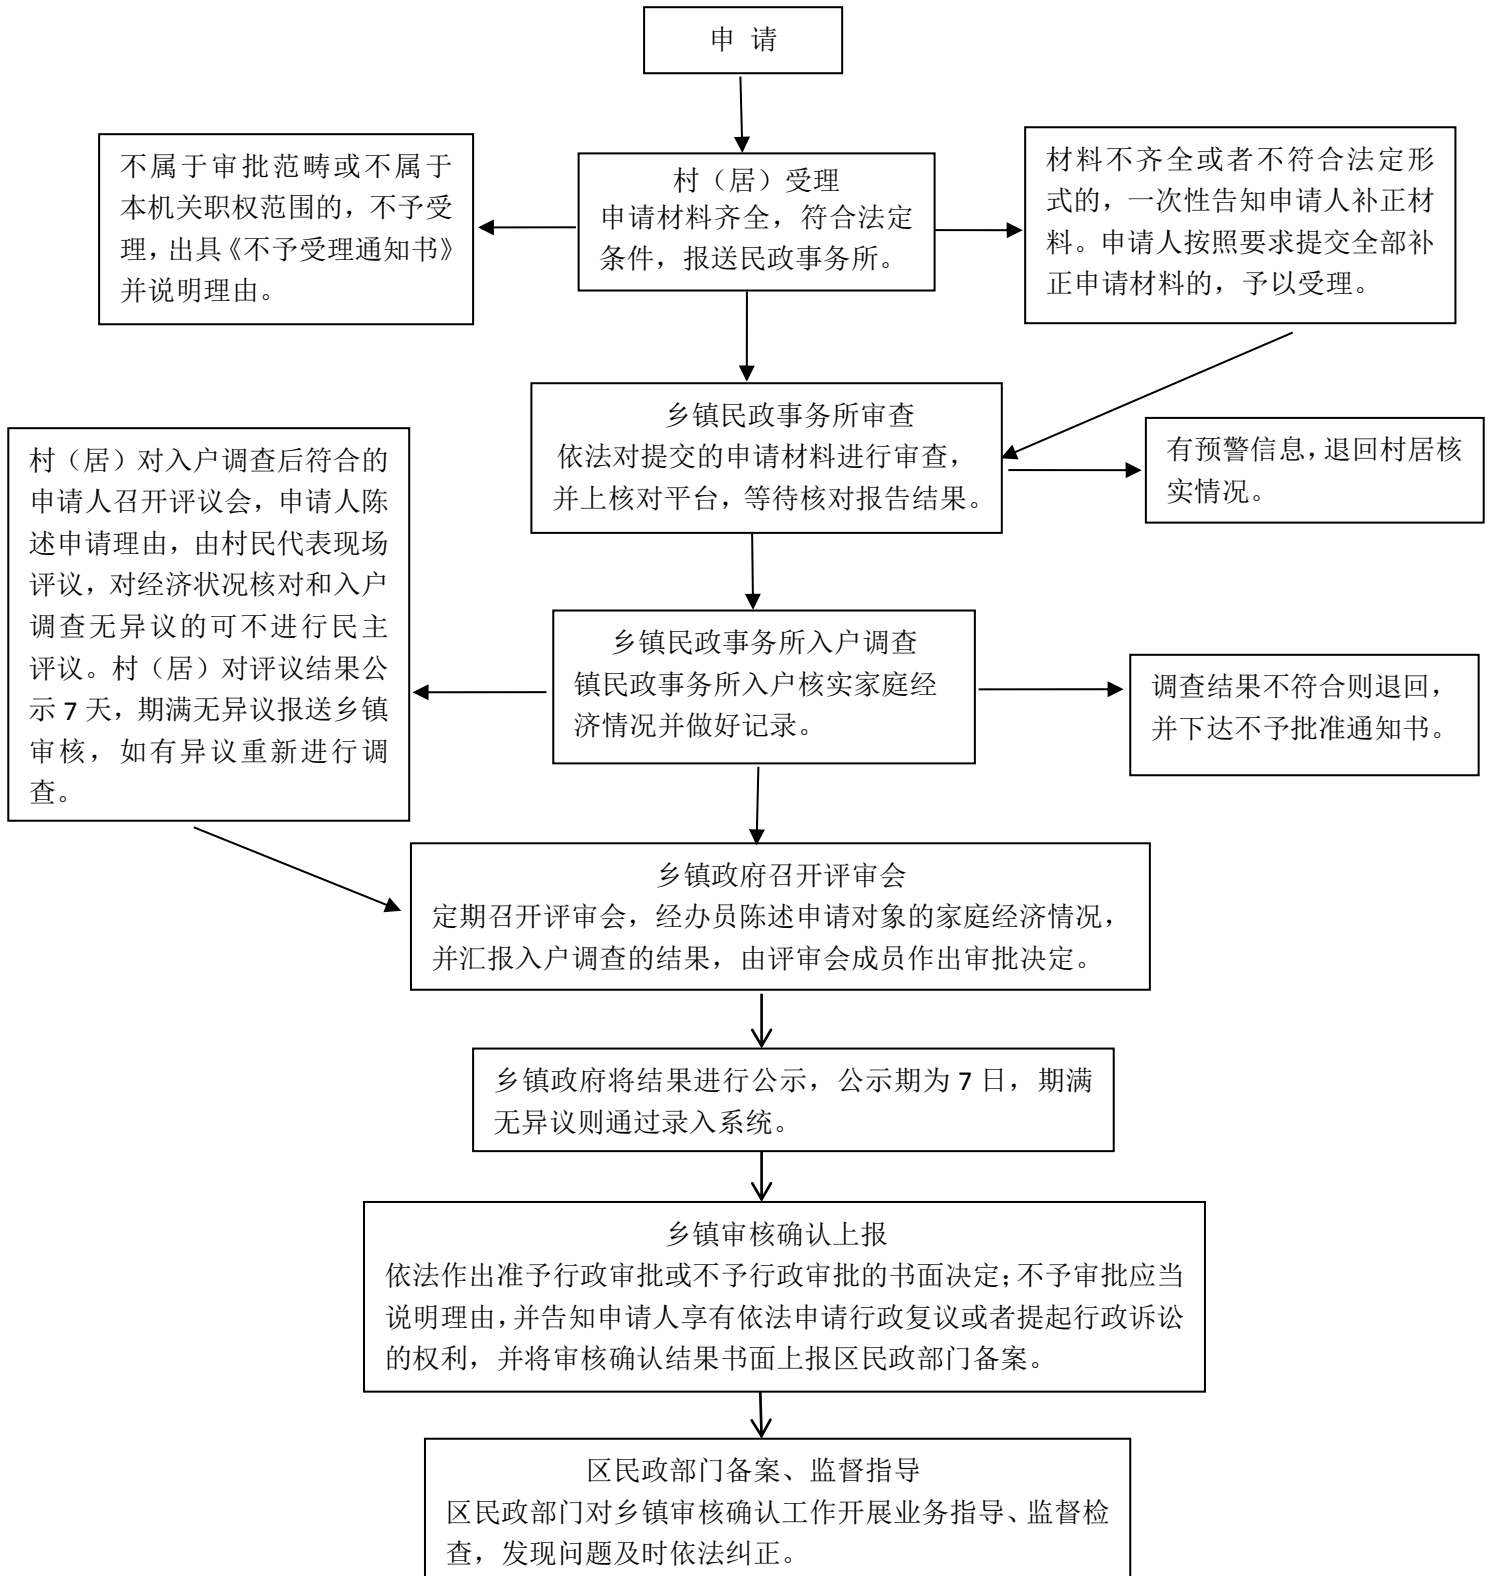 申 请
不属于审批范畴或不属于
本机关职权范围的，不予受
理，出具《不予受理通知书》
并说明理由。
村（居）受理
申请材料齐全，符合法定
条件，报送民政事务所。
材料不齐全或者不符合法定形
式的，一次性告知申请人补正材
料。申请人按照要求提交全部补
正申请材料的，予以受理。
乡镇民政事务所审查
依法对提交的申请材料进行审查，
并上核对平台，等待核对报告结果。
有预警信息，退回村居核
实情况。
村（居）对入户调查后符合的
申请人召开评议会，申请人陈
述申请理由，由村民代表现场
评议，对经济状况核对和入户
调查无异议的可不进行民主
评议。村（居）对评议结果公
示 7 天，期满无异议报送乡镇
审核，如有异议重新进行调
查。
乡镇民政事务所入户调查
镇民政事务所入户核实家庭经
济情况并做好记录。
调查结果不符合则退回，
并下达不予批准通知书。
乡镇政府召开评审会
定期召开评审会，经办员陈述申请对象的家庭经济情况，
并汇报入户调查的结果，由评审会成员作出审批决定。
乡镇政府将结果进行公示，公示期为 7 日，期满
无异议则通过录入系统。
乡镇审核确认上报
依法作出准予行政审批或不予行政审批的书面决定；不予审批应当
说明理由，并告知申请人享有依法申请行政复议或者提起行政诉讼
的权利，并将审核确认结果书面上报区民政部门备案。
区民政部门备案、监督指导
区民政部门对乡镇审核确认工作开展业务指导、监督检
查，发现问题及时依法纠正。